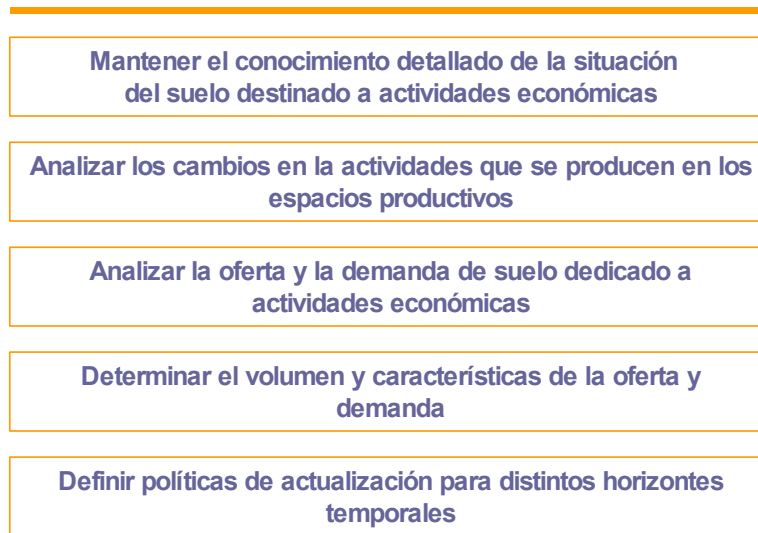 Mantener el conocimiento detallado de la situación
del suelo destinado a actividades económicas
Analizar los cambios en la actividades que se producen en los
espacios productivos
Analizar la oferta y la demanda de suelo dedicado a
actividades económicas
Determinar el volumen y características de la oferta y
demanda
Definir políticas de actualización para distintos horizontes
temporales